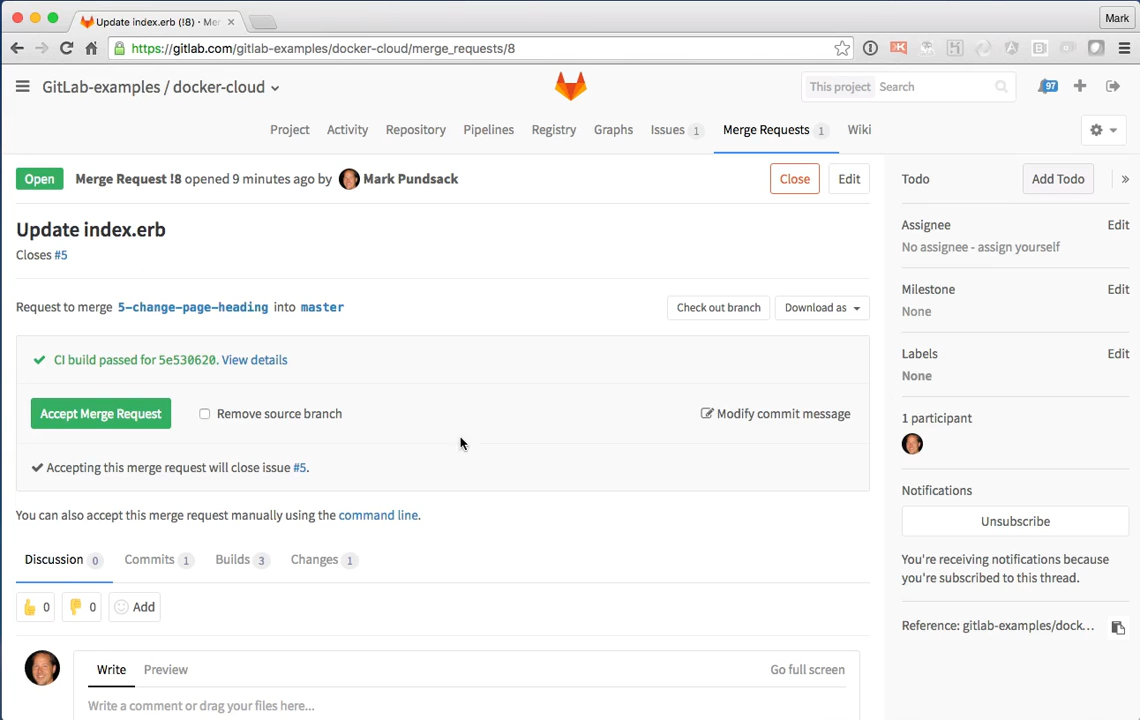 Update index.erb (!8) · Mer
Mark
https://gitlab.com/gitlab-examples/docker-cloud/merge_requests/8
GitLab-examples / docker-cloud
This project Search
97
Project Activity Repository Pipelines Registry Graphs Issues 1 Merge Requests 1 Wiki
Open Merge Request !8 opened 9 minutes ago by Mark Pundsack Close Edit
Todo Add Todo »
Update index.erb
Closes #5
Assignee Edit
No assignee - assign yourself
Request to merge 5-change-page-heading into master Check out branch Download as
Milestone Edit
None
CI build passed for 5e530620. View details
Labels Edit
None
Accept Merge Request Remove source branch Modify commit message
1 participant
Accepting this merge request will close issue #5.
Notifications
Unsubscribe
You can also accept this merge request manually using the command line.
You're receiving notifications because
you're subscribed to this thread.
Discussion 0 Commits 1 Builds 3 Changes 1
👍 0 👎 0 Add
Reference: gitlab-examples/dock...
Write Preview Go full screen
Write a comment or drag your files here...